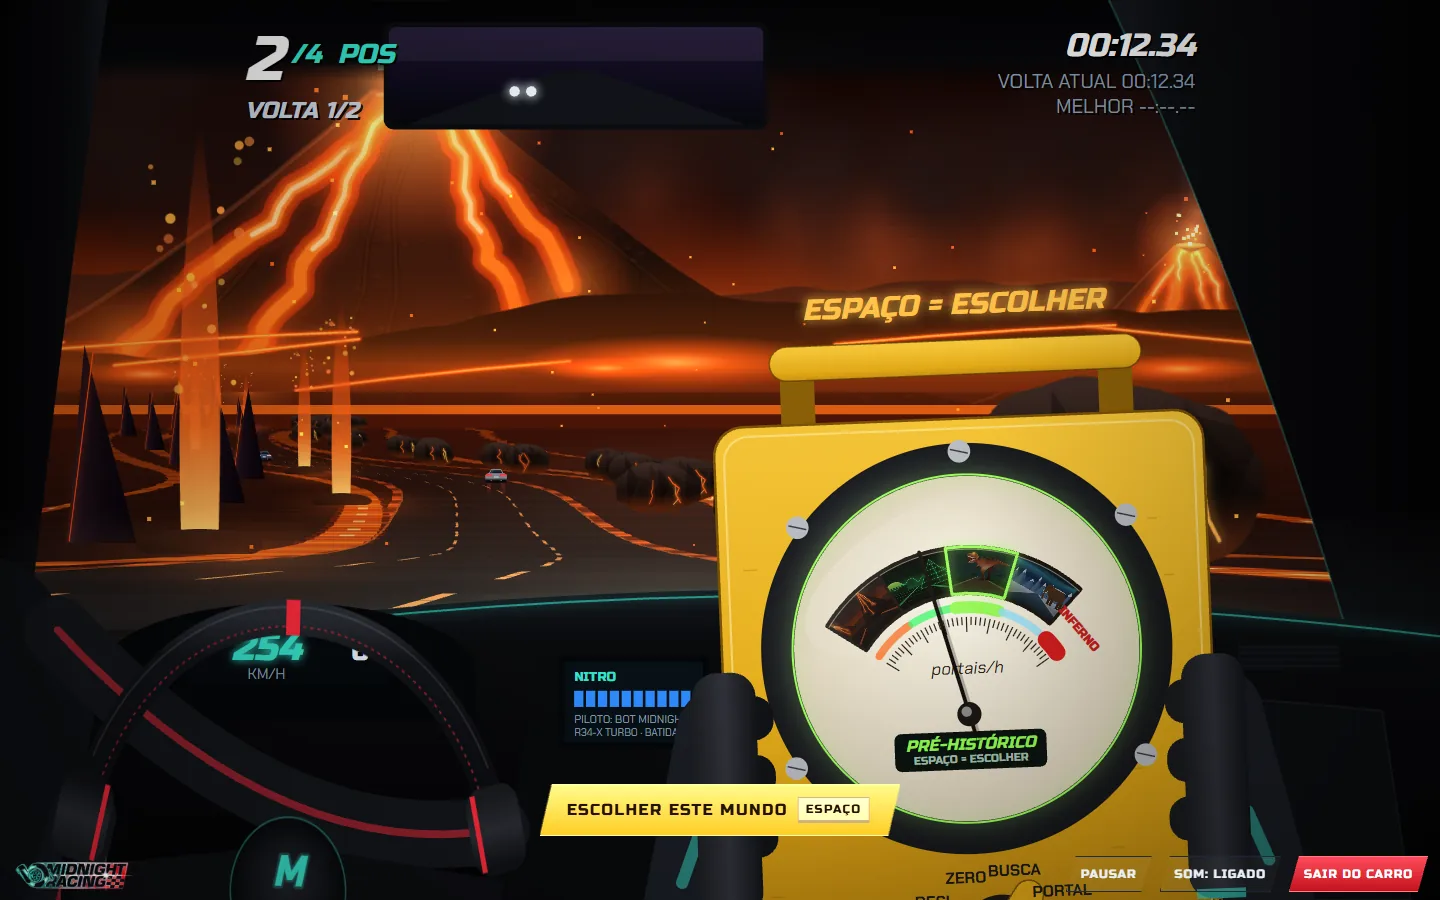 2/4 POS
VOLTA 1/2
00:12.34
VOLTA ATUAL 00:12.34
MELHOR --:--.--
ESPAÇO = ESCOLHER
INFERNO
portais/h
PRÉ-HISTÓRICO
ESPAÇO = ESCOLHER
254
KM/H
NITRO
PILOTO: BOT
R34-X TURBO ·
ESCOLHER ESTE MUNDO ESPAÇO
M
MIDNIGHT
RACING
ZERO BUSCA
PORTAL
PAUSAR
SOM: LIGADO
SAIR DO CARRO